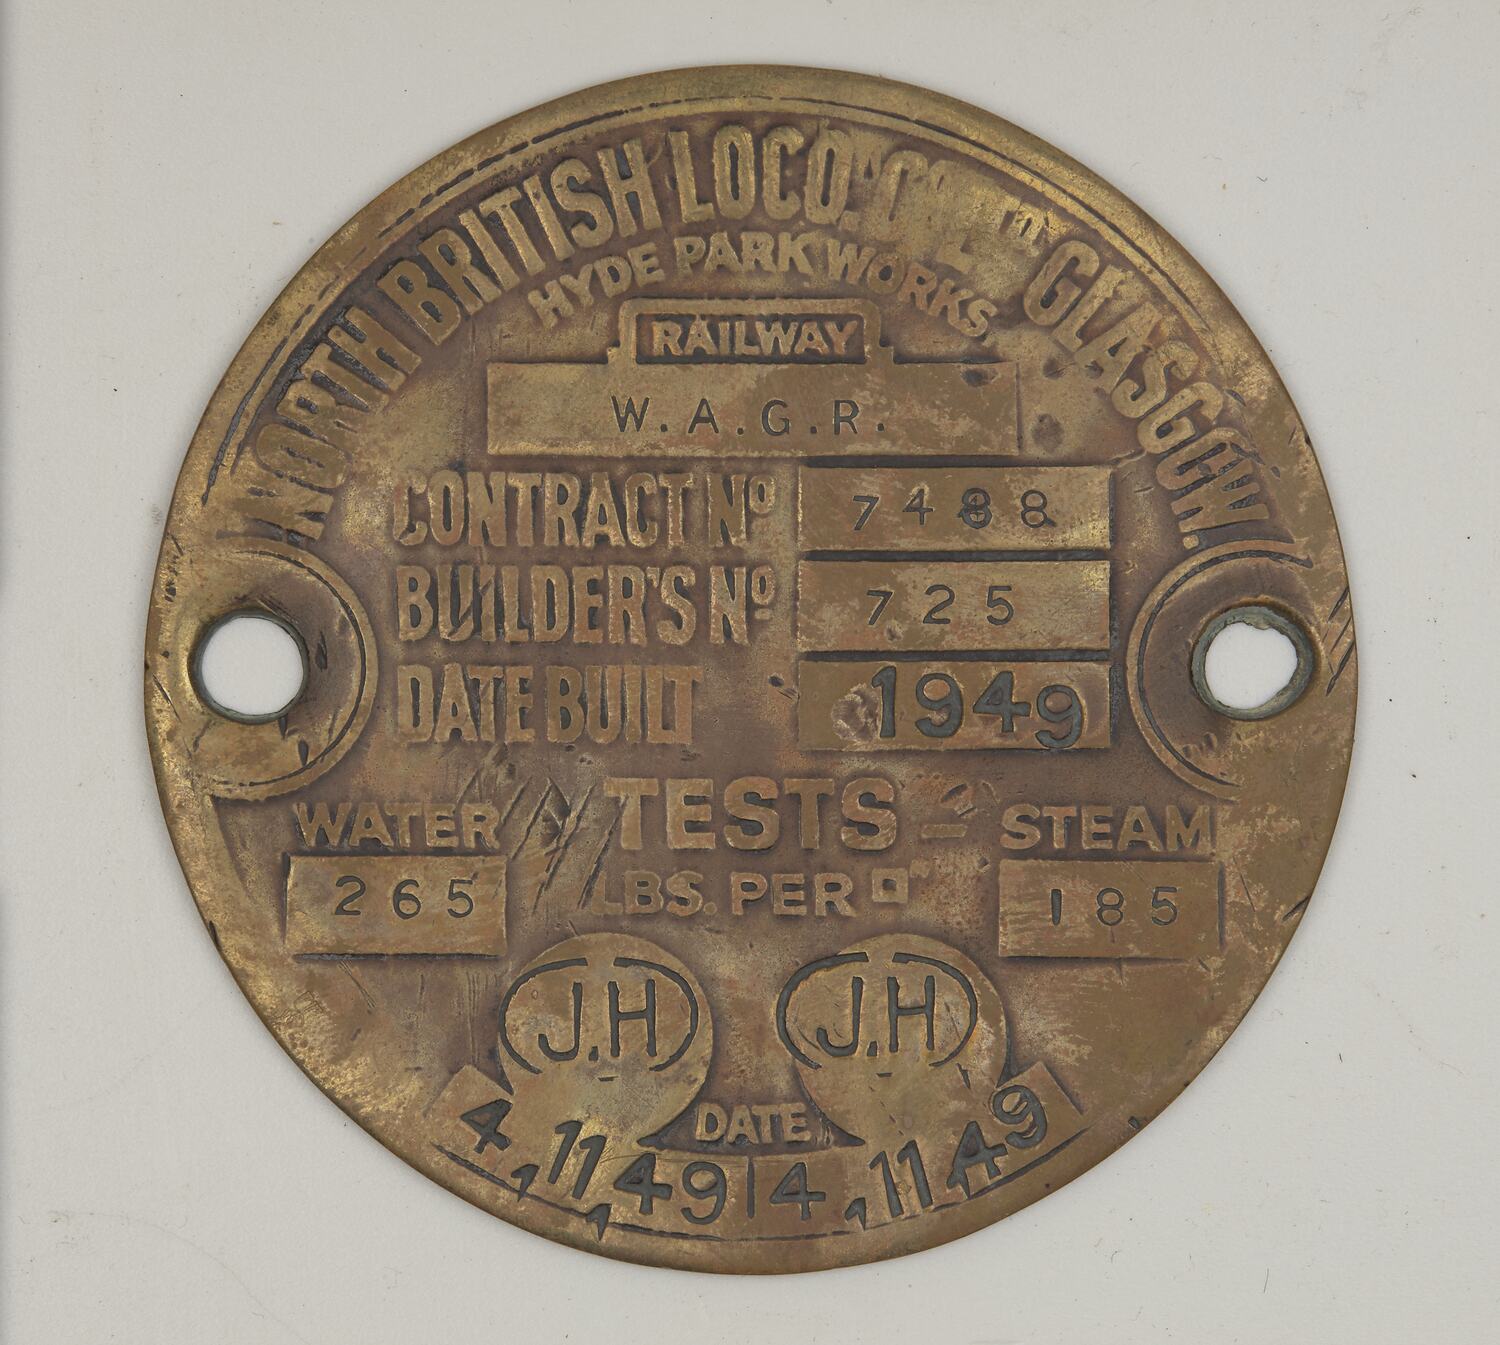 NORTH BRITISH LOCO. Co. LTD GLASGOW.
HYDE PARK WORKS.
RAILWAY
W.A.G.R.
CONTRACT No 7488
BUILDER'S No 725
DATE BUILT 1949
TESTS –
WATER STEAM
265 LBS. PER □" 185
J.H J.H
DATE
4,11,49 4,11,49